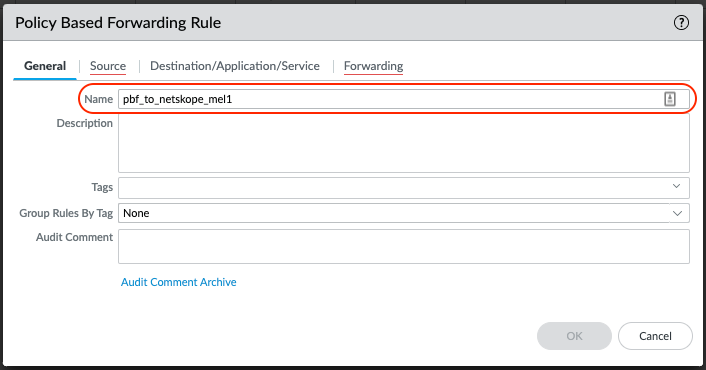 Policy Based Forwarding Rule
General Source Destination/Application/Service Forwarding
Name pbf_to_netskope_mel1
Description
Tags
Group Rules By Tag None
Audit Comment
Audit Comment Archive
OK Cancel